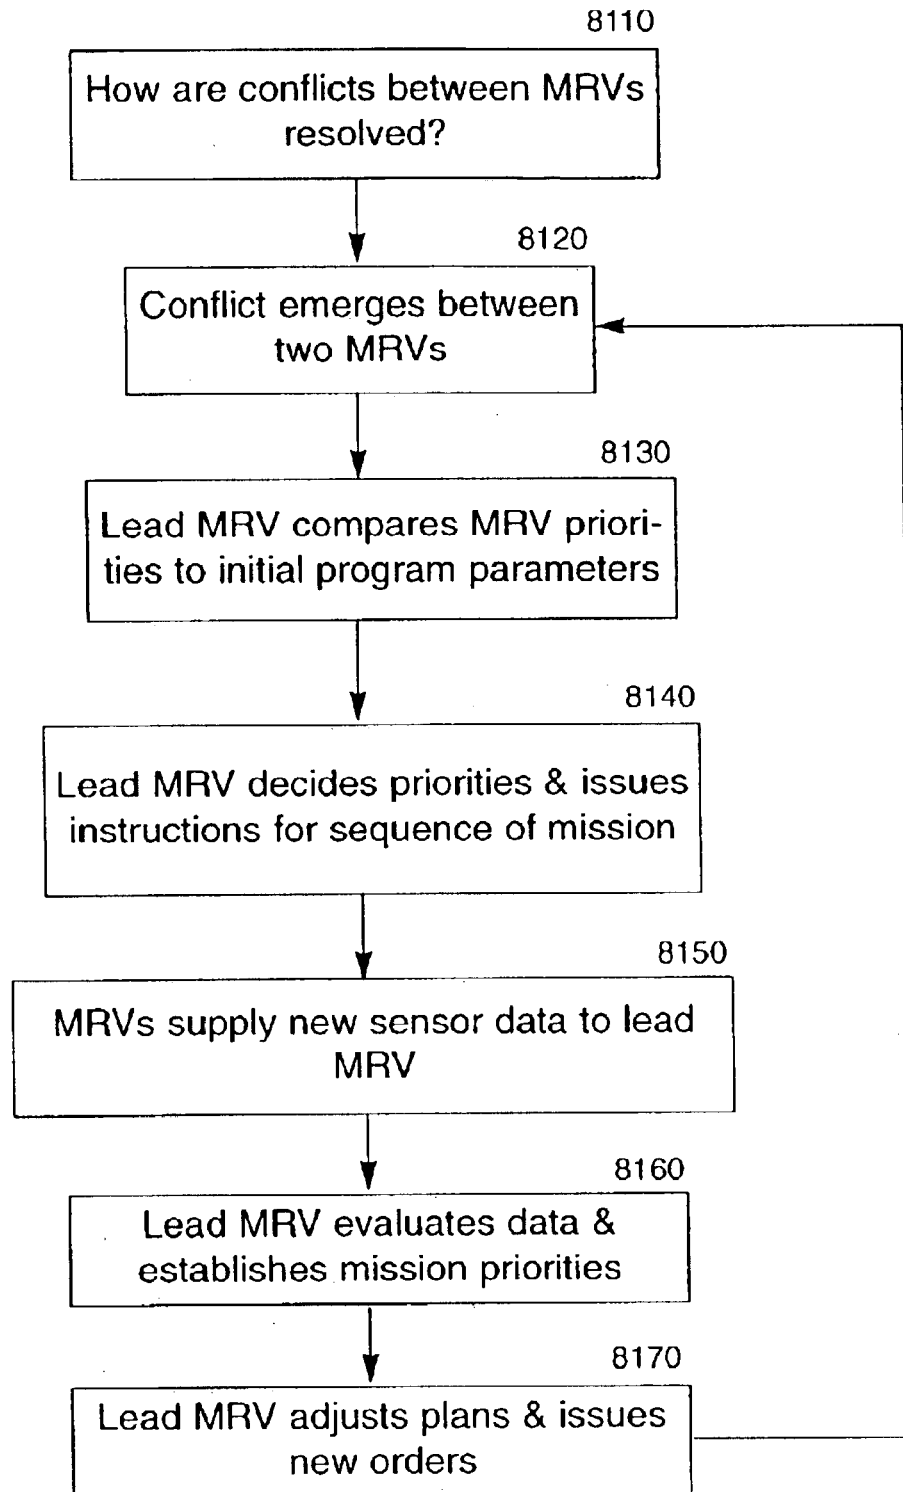 8110
How are conflicts between MRVs
resolved?
8120
Conflict emerges between
two MRVs
8130
Lead MRV compares MRV priori-
ties to initial program parameters
8140
Lead MRV decides priorities & issues
instructions for sequence of mission
8150
MRVs supply new sensor data to lead
MRV
8160
Lead MRV evaluates data &
establishes mission priorities
8170
Lead MRV adjusts plans & issues
new orders